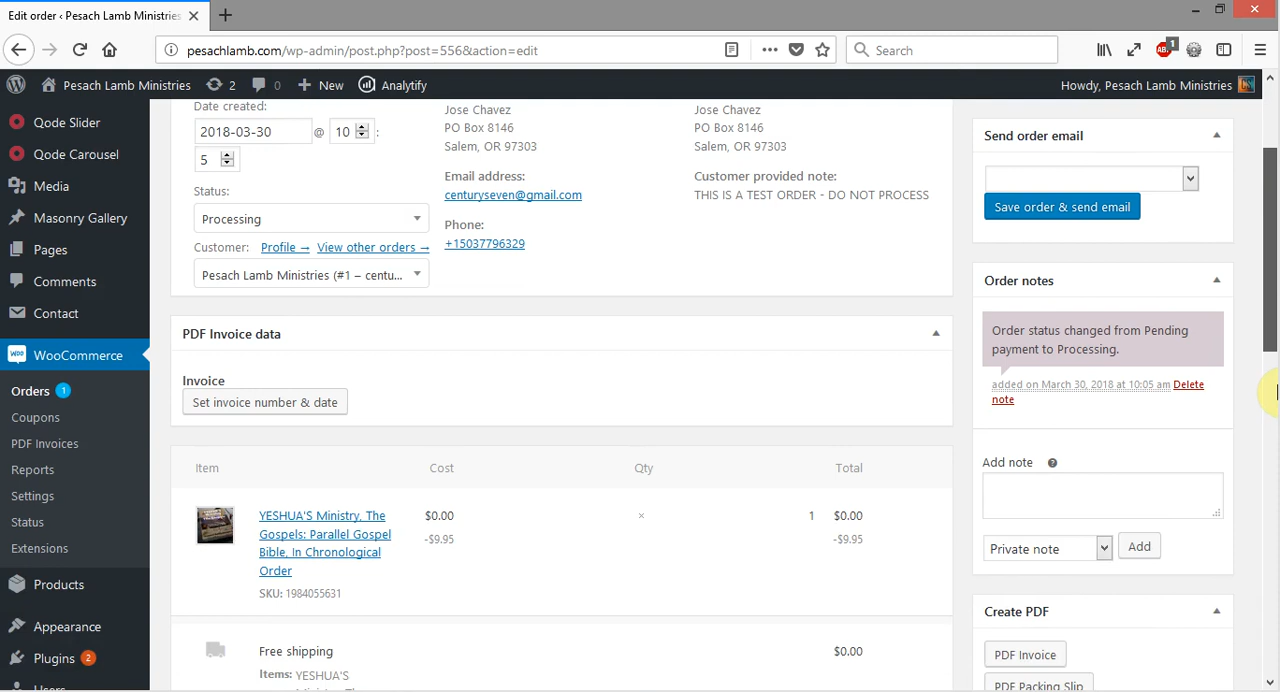 Edit order ‹ Pesach Lamb Ministries
pesachlamb.com/wp-admin/post.php?post=556&action=edit
Search
ABP 1
Pesach Lamb Ministries
2
0
New
Analytify
Howdy, Pesach Lamb Ministries
Qode Slider
Qode Carousel
Media
Masonry Gallery
Pages
Comments
Contact
WooCommerce
Orders 1
Coupons
PDF Invoices
Reports
Settings
Status
Extensions
Products
Appearance
Plugins 2
Users
Date created:
2018-03-30 @ 10 :
5
Status:
Processing
Customer: Profile → View other orders →
Pesach Lamb Ministries (#1 – centu...
Jose Chavez
PO Box 8146
Salem, OR 97303
Email address:
centuryseven@gmail.com
Phone:
+15037796329
Jose Chavez
PO Box 8146
Salem, OR 97303
Customer provided note:
THIS IS A TEST ORDER - DO NOT PROCESS
PDF Invoice data
Invoice
Set invoice number & date
Item Cost Qty Total
YESHUA'S Ministry, The
Gospels: Parallel Gospel
Bible, In Chronological
Order
SKU: 1984055631
$0.00
-$9.95
× 1
$0.00
-$9.95
Free shipping
$0.00
Items: YESHUA'S
Send order email
Save order & send email
Order notes
Order status changed from Pending
payment to Processing.
added on March 30, 2018 at 10:05 am Delete
note
Add note
Private note
Add
Create PDF
PDF Invoice
PDF Packing Slip